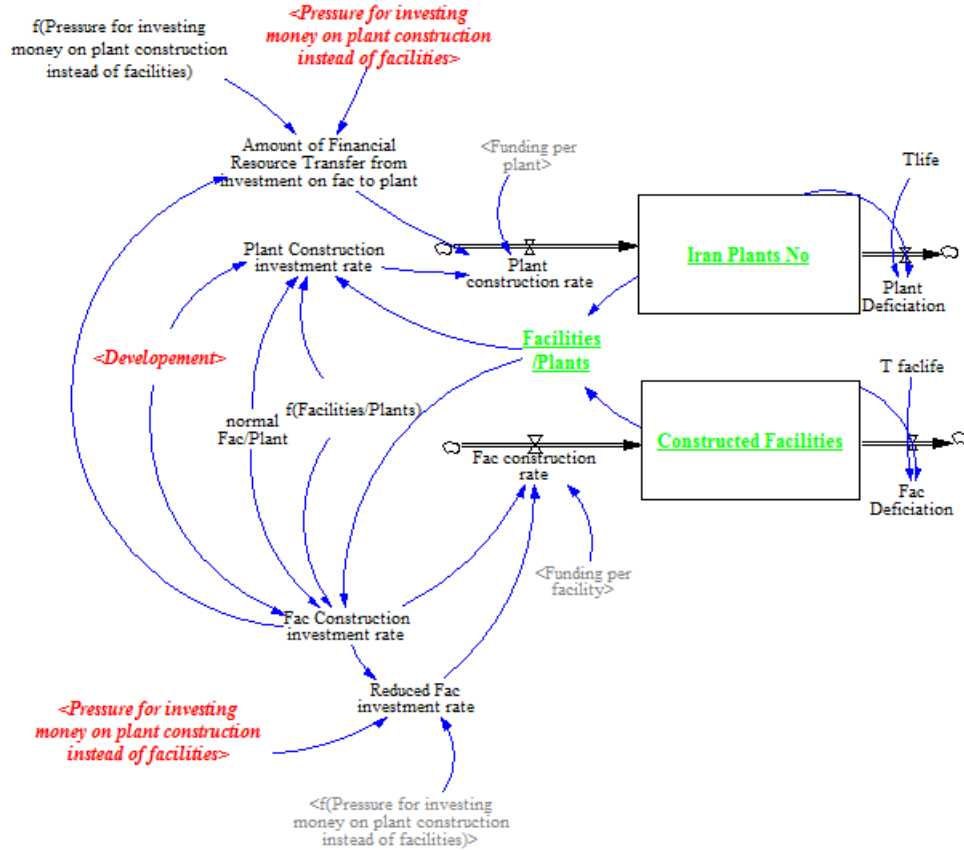 f(Pressure for investing
money on plant construction
instead of facilities)
<Pressure for investing
money on plant construction
instead of facilities>
Amount of Financial
Resource Transfer from
investment on fac to plant
<Funding per
plant>
Tlife
Plant Construction
investment rate
Plant
construction rate
Iran Plants No
Plant
Deficiation
<Developement>
Facilities
/Plants
T faclife
normal
Fac/Plant
f(Facilities/Plants)
Fac construction
rate
Constructed Facilities
Fac
Deficiation
<Funding per
facility>
Fac Construction
investment rate
Reduced Fac
investment rate
<Pressure for investing
money on plant construction
instead of facilities>
<f(Pressure for investing
money on plant construction
instead of facilities)>